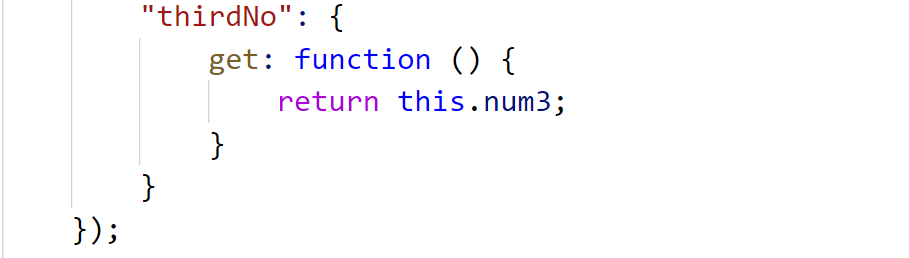 "thirdNo": {
get: function () {
return this.num3;
}
}
});